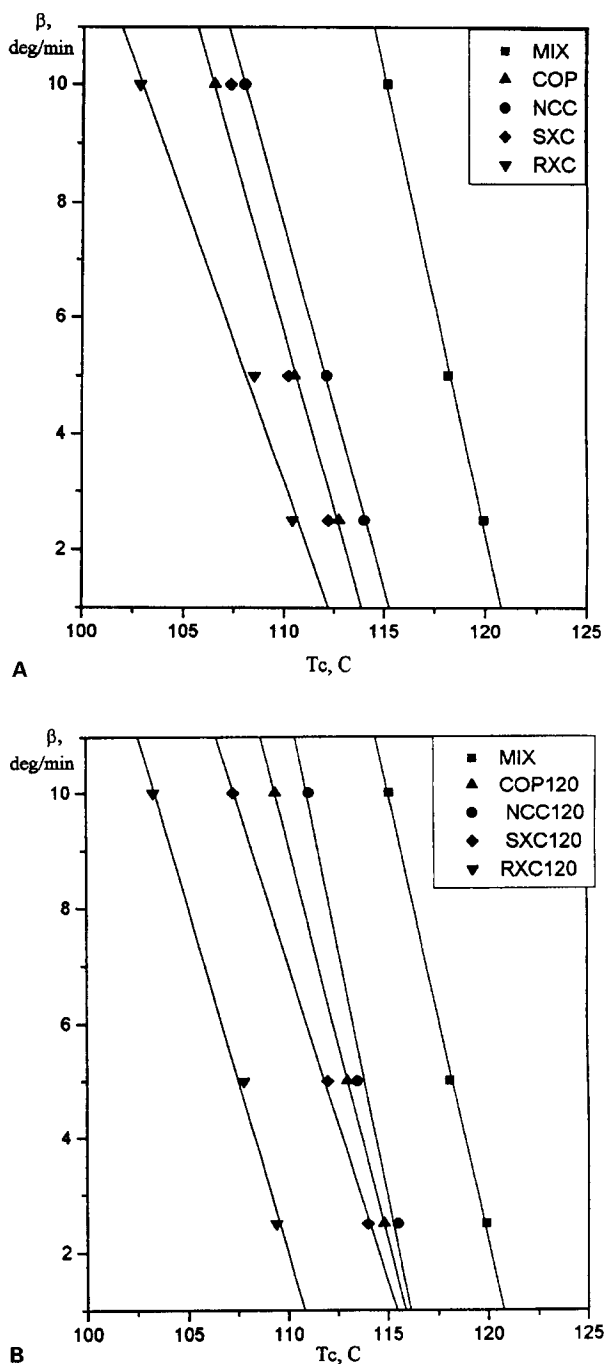 β,
deg/min
10
8
6
4
2
MIX
COP
NCC
SXC
RXC
100 105 110 115 120 125
Tc, C
A
β,
deg/min
10
8
6
4
2
MIX
COP120
NCC120
SXC120
RXC120
100 105 110 115 120 125
Tc, C
B